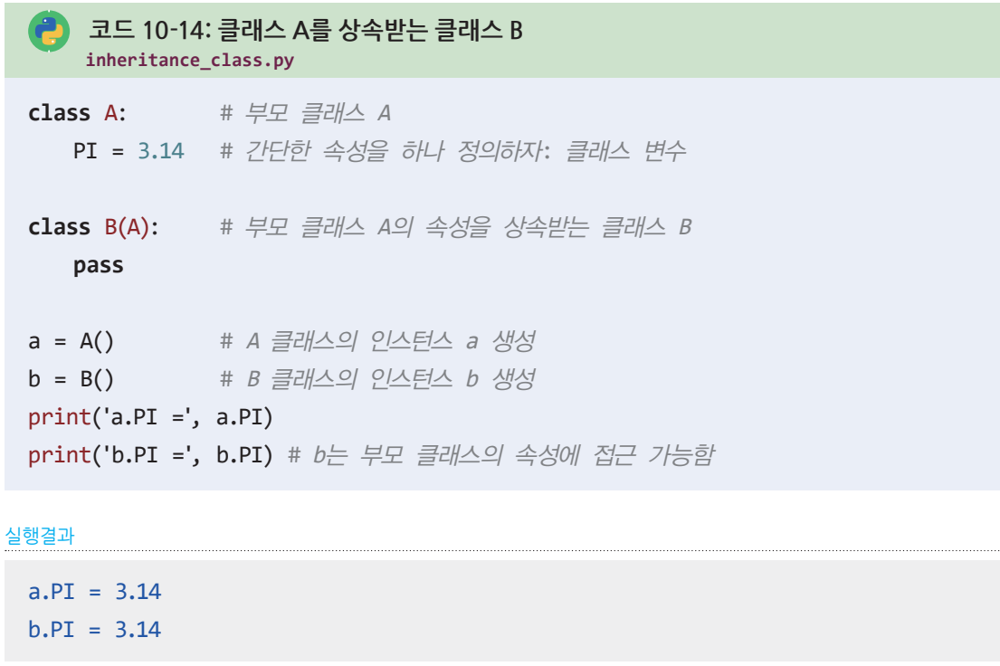 코드 10-14: 클래스 A를 상속받는 클래스 B
inheritance_class.py
class A: # 부모 클래스 A
PI = 3.14 # 간단한 속성을 하나 정의하자: 클래스 변수
class B(A): # 부모 클래스 A의 속성을 상속받는 클래스 B
pass
a = A() # A 클래스의 인스턴스 a 생성
b = B() # B 클래스의 인스턴스 b 생성
print('a.PI =', a.PI)
print('b.PI =', b.PI) # b는 부모 클래스의 속성에 접근 가능함
실행결과
a.PI = 3.14
b.PI = 3.14